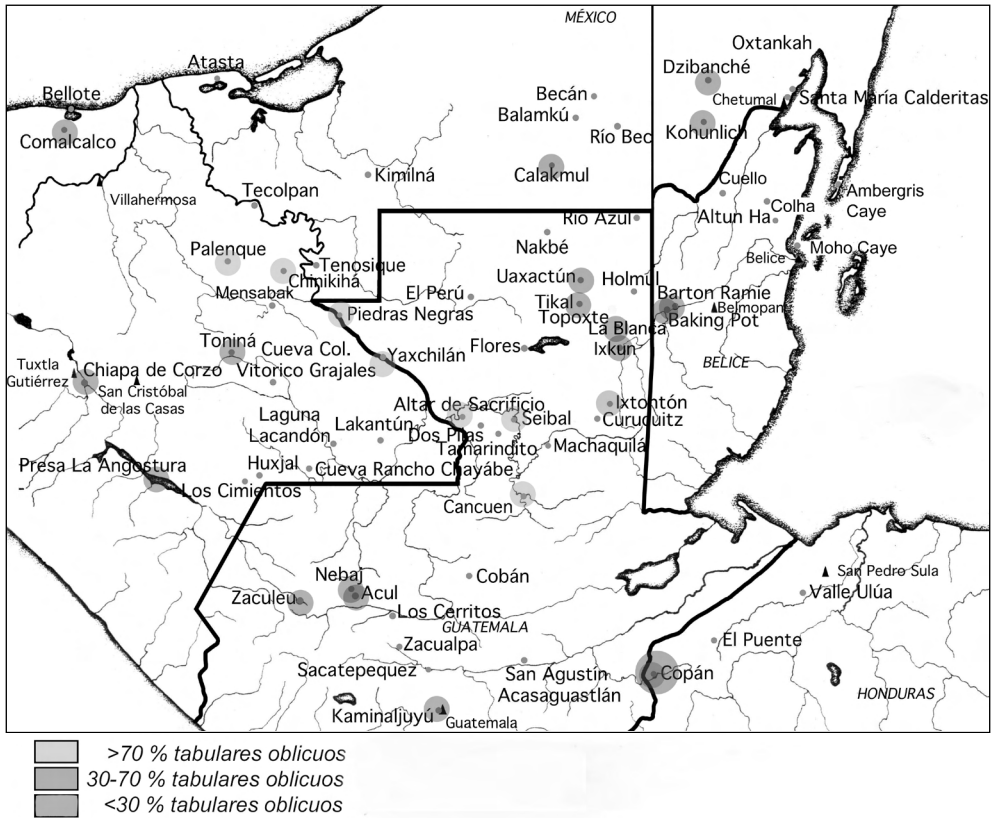 MÉXICO
Oxtankah
Atasta
Dzibanché
Bellote
Becán
Chetumal
Santa María Calderitas
Balamkú
Comalcalco
Río Bec
Kohunlich
Calakmul
Kimilná
Cuello
Tecolpan
Villahermosa
Ambergris
Caye
Colha
Río Azul
Altun Ha
Palenque
Nakbé
Moho Caye
Belice
Tenosique
Chinikihá
Uaxactún
Holmul
Mensabak
El Perú
Barton Ramie
Tikal
Belmopan
Piedras Negras
Topoxte
Baking Pot
La Blanca
Toniná
Cueva Col.
Flores
Ixkun
Yaxchilán
BELICE
Tuxtla
Gutiérrez
Chiapa de Corzo
Vitorico Grajales
San Cristóbal
de las Casas
Altar de Sacrificio
Ixtontón
Laguna
Lacandón
Lakantún
Seibal
Curucuitz
Dos Pilas
Tamarindito
Machaquilá
Presa La Angostura
Huxjal
Cueva Rancho Chayábe
Los Cimientos
Cancuen
Nebaj
Cobán
San Pedro Sula
Zaculeu
Acul
Valle Ulúa
Los Cerritos
GUATEMALA
Zacualpa
El Puente
Sacatepequez
San Agustín
Acasaguastlán
Copán
HONDURAS
Kaminaljuyú
Guatemala
>70 % tabulares oblicuos
30-70 % tabulares oblicuos
<30 % tabulares oblicuos